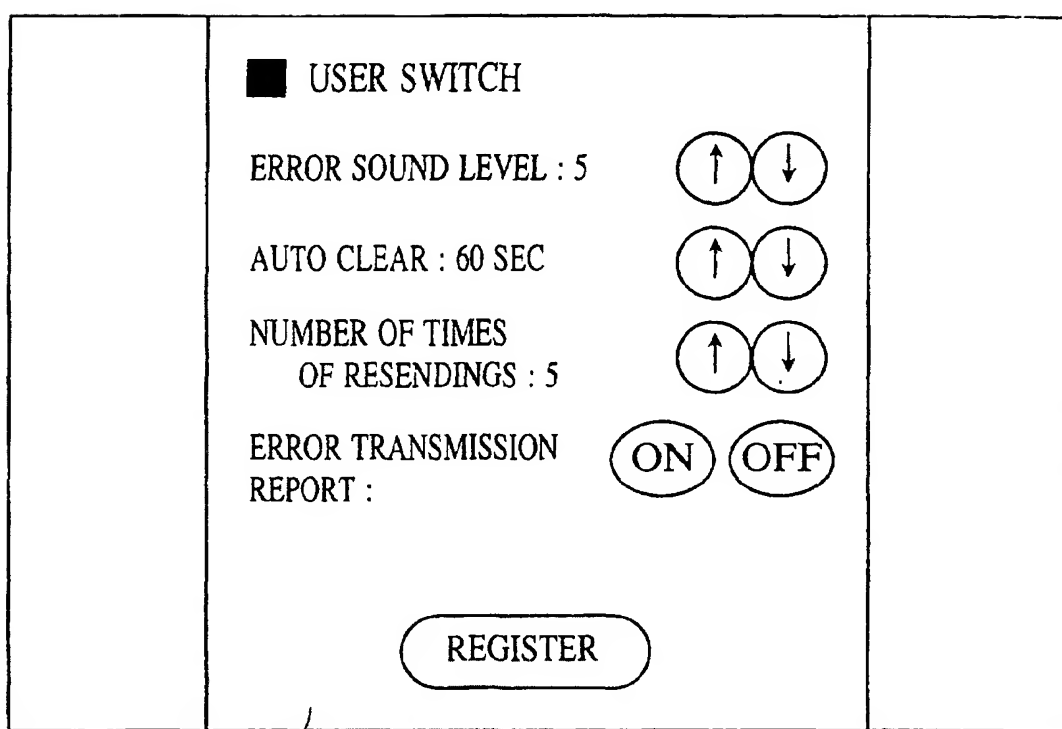 ■ USER SWITCH
ERROR SOUND LEVEL : 5 ↑ ↓
AUTO CLEAR : 60 SEC ↑ ↓
NUMBER OF TIMES
OF RESENDINGS : 5 ↑ ↓
ERROR TRANSMISSION ON OFF
REPORT :
REGISTER